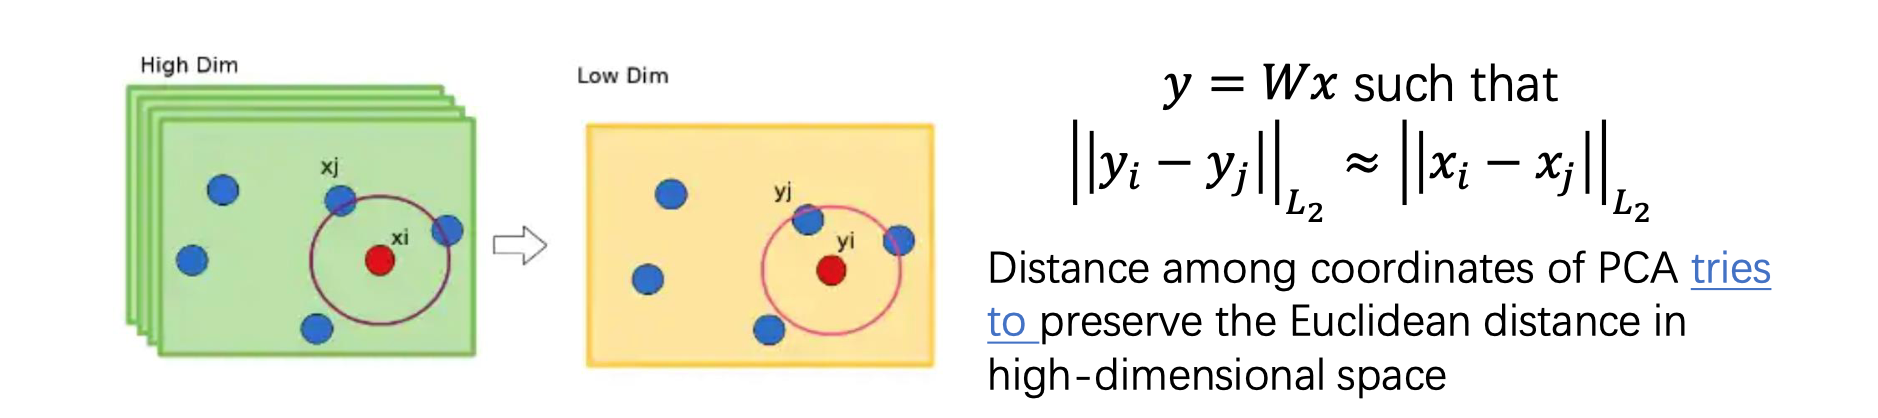 High Dim
xj
xi
Low Dim
yj
yi
y = Wx such that
||y_i − y_j||_{L_2} ≈ ||x_i − x_j||_{L_2}
Distance among coordinates of PCA tries
to preserve the Euclidean distance in
high-dimensional space